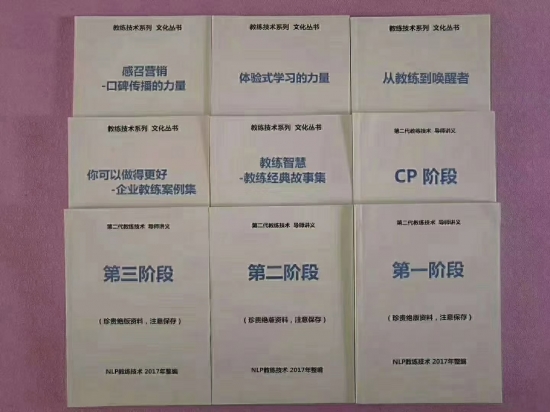 教练技术系列 文化丛书
感召营销
-口碑传播的力量
教练技术系列 文化丛书
体验式学习的力量
教练技术系列 文化丛书
从教练到唤醒者
教练技术系列 文化丛书
你可以做得更好
-企业教练案例集
教练技术系列 文化丛书
教练智慧
-教练经典故事集
第二代教练技术 导师讲义
CP 阶段
第二代教练技术 导师讲义
第三阶段
（珍贵绝版资料，注意保存）
NLP教练技术 2017年整编
第二代教练技术 导师讲义
第二阶段
（珍贵绝版资料，注意保存）
NLP教练技术 2017年整编
第二代教练技术 导师讲义
第一阶段
（珍贵绝版资料，注意保存）
NLP教练技术 2017年整编